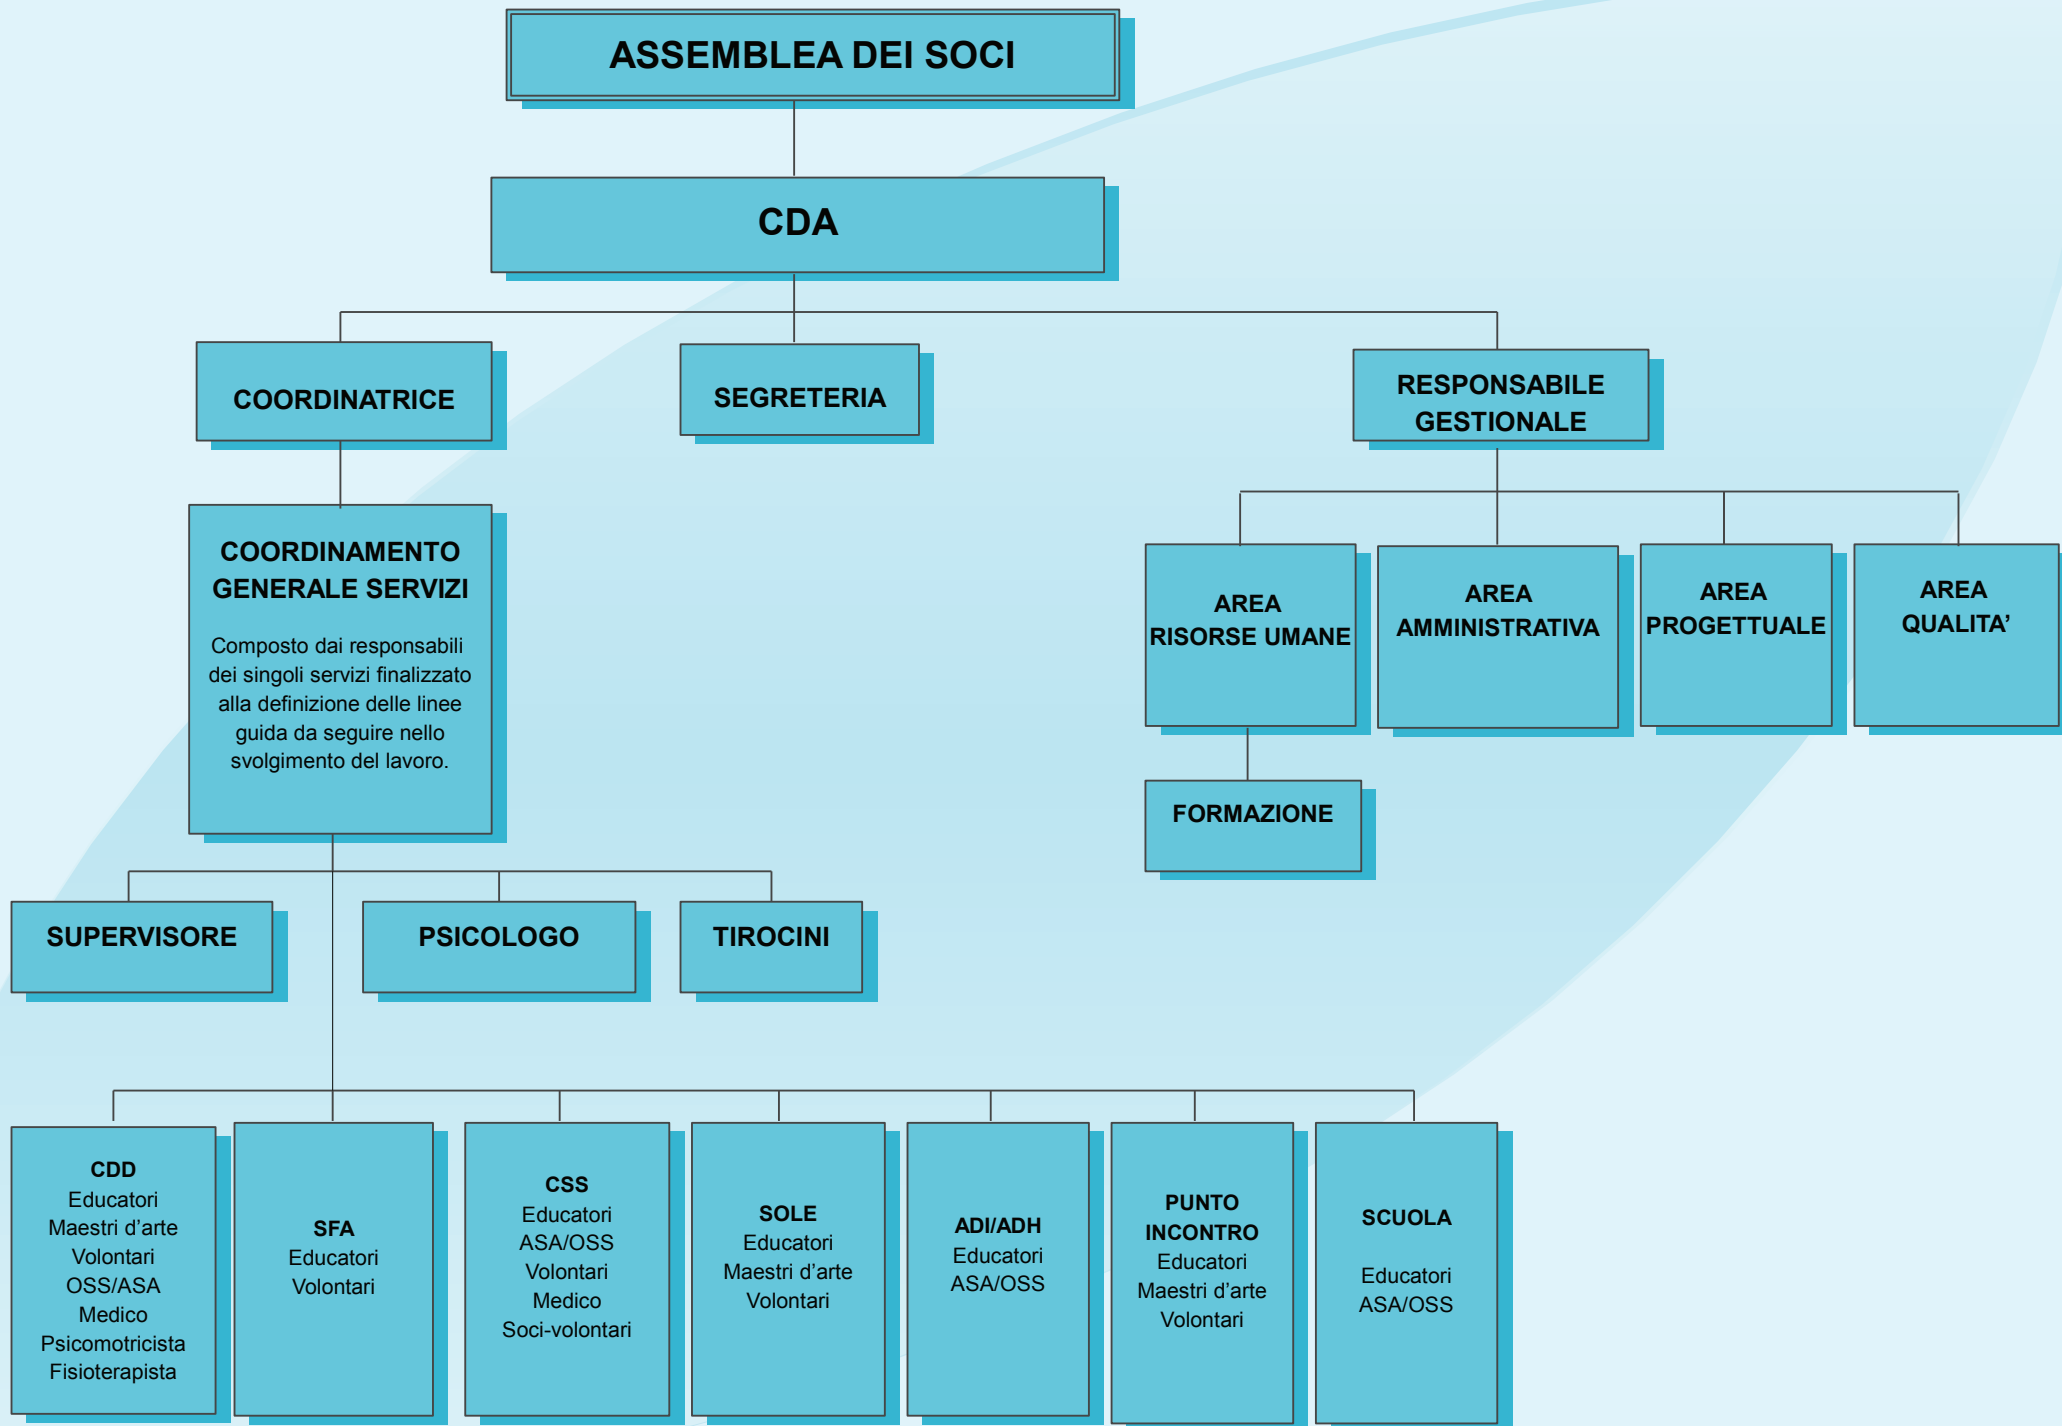 ASSEMBLEA DEI SOCI
CDA
COORDINATRICE
SEGRETERIA
RESPONSABILE
GESTIONALE
COORDINAMENTO
GENERALE SERVIZI
Composto dai responsabili
dei singoli servizi finalizzato
alla definizione delle linee
guida da seguire nello
svolgimento del lavoro.
AREA
RISORSE UMANE
AREA
AMMINISTRATIVA
AREA
PROGETTUALE
AREA
QUALITA’
FORMAZIONE
SUPERVISORE
PSICOLOGO
TIROCINI
CDD
Educatori
Maestri d’arte
Volontari
OSS/ASA
Medico
Psicomotricista
Fisioterapista
SFA
Educatori
Volontari
CSS
Educatori
ASA/OSS
Volontari
Medico
Soci-volontari
SOLE
Educatori
Maestri d’arte
Volontari
ADI/ADH
Educatori
ASA/OSS
PUNTO
INCONTRO
Educatori
Maestri d’arte
Volontari
SCUOLA
Educatori
ASA/OSS